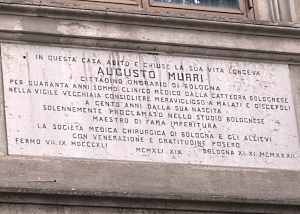 IN QUESTA CASA ABITÒ E CHIUSE LA SUA VITA LONGEVA
AUGUSTO MURRI
CITTADINO ONORARIO DI BOLOGNA
PER QUARANTA ANNI SOMMO CLINICO MEDICO DALLA CATTEDRA BOLOGNESE
NELLA VIGILE VECCHIAIA CONSIGLIERE MERAVIGLIOSO A MALATI E DISCEPOLI
A CENTO ANNI DALLA SUA NASCITA
SOLENNEMENTE PROCLAMATO NELLO STUDIO BOLOGNESE
MAESTRO DI FAMA IMPERITURA
LA SOCIETÀ MEDICA CHIRURGICA DI BOLOGNA E GLI ALLIEVI
CON VENERAZIONE E GRATITUDINE POSERO
FERMO VII.IX MDCCCXLI MCMXLI XIX BOLOGNA XI.XI MCMXXXII